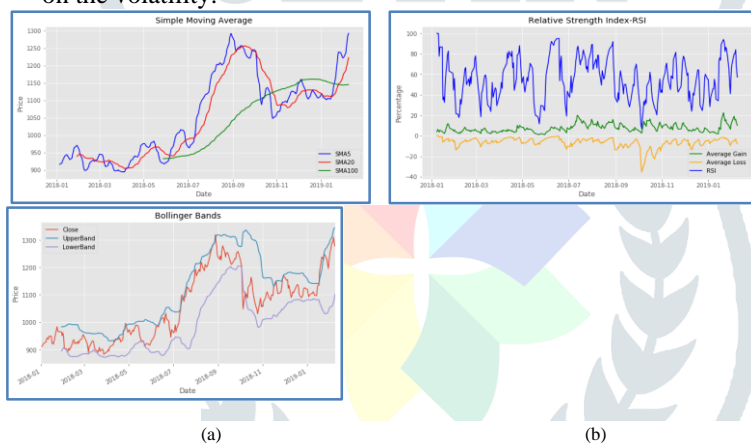 on the volatility.
Simple Moving Average
1300
1250
1200
1150
1100
1050
1000
950
900
Price
2018-01 2018-03 2018-05 2018-07 2018-09 2018-11 2019-01
Date
SMA5
SMA20
SMA100
Relative Strength Index-RSI
100
80
60
40
20
0
−20
−40
Percentage
2018-01 2018-03 2018-05 2018-07 2018-09 2018-11 2019-01
Date
Average Gain
Average Loss
RSI
Bollinger Bands
Close
UpperBand
LowerBand
1300
1200
1100
1000
900
Price
2018-01 2018-03 2018-05 2018-07 2018-09 2018-11 2019-01
Date
(a) (b)